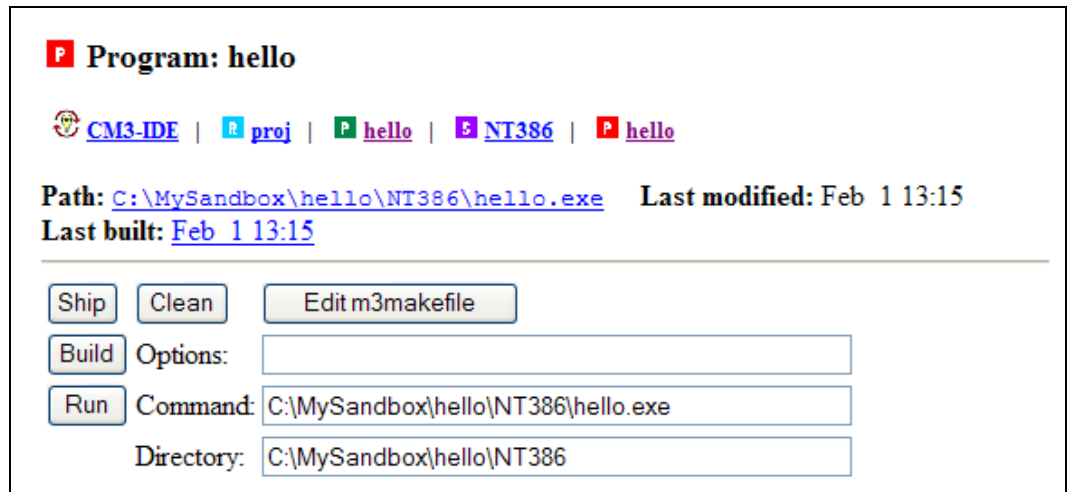 P Program: hello
CM3-IDE | R proj | P hello | S NT386 | P hello
Path: C:\MySandbox\hello\NT386\hello.exe Last modified: Feb 1 13:15
Last built: Feb 1 13:15
Ship Clean Edit m3makefile
Build Options:
Run Command: C:\MySandbox\hello\NT386\hello.exe
Directory: C:\MySandbox\hello\NT386